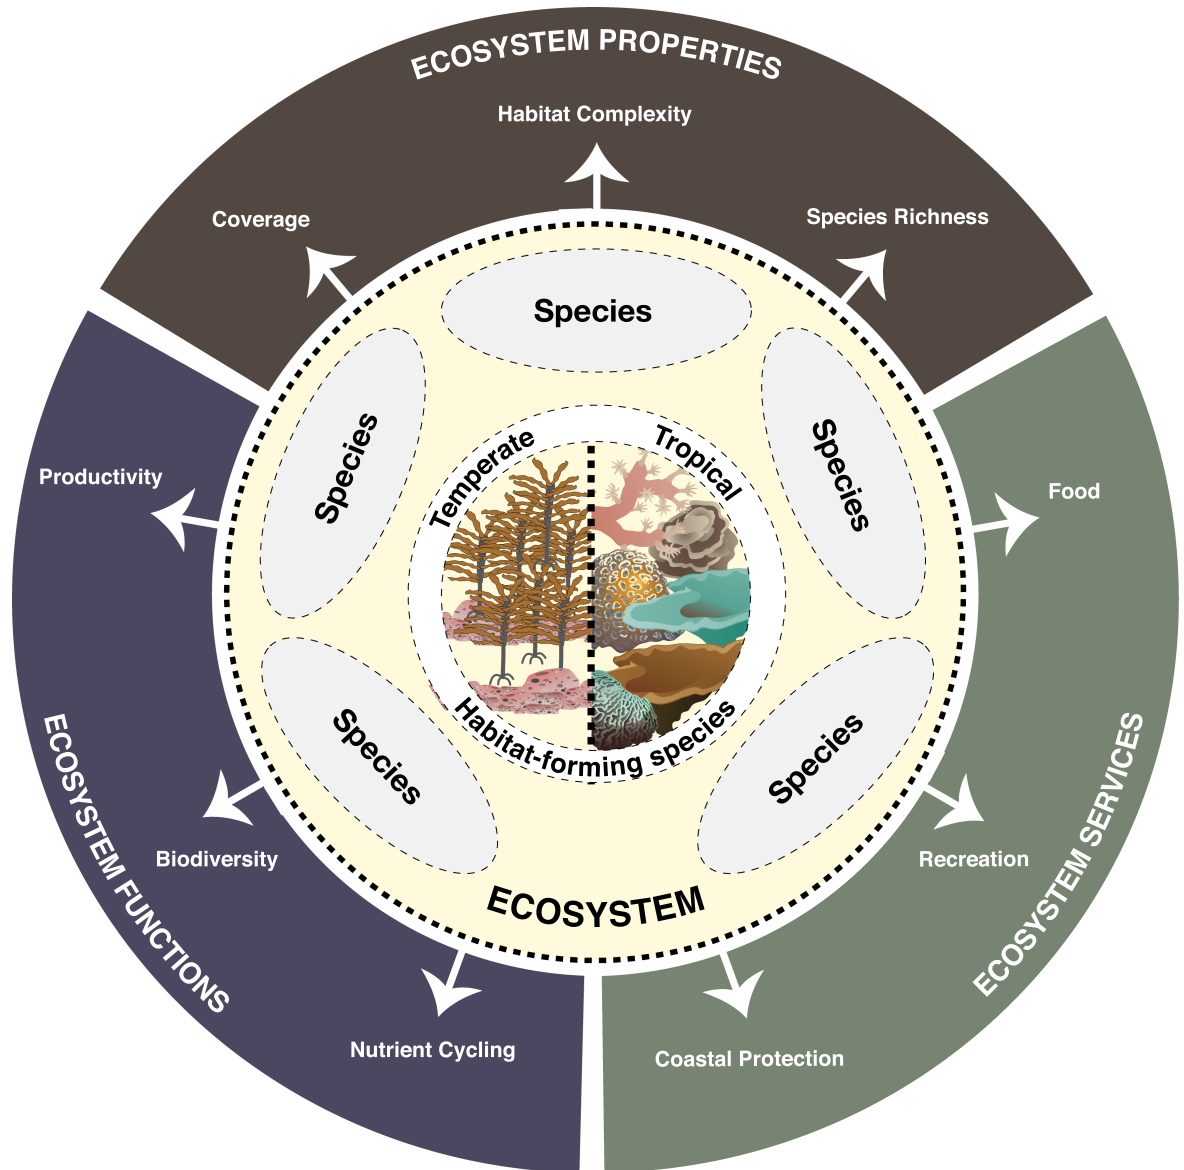 ECOSYSTEM PROPERTIES
Habitat Complexity
Coverage
Species Richness
Species
Species
Species
Temperate
Tropical
Productivity
Food
Habitat-forming species
Species
Species
ECOSYSTEM FUNCTIONS
ECOSYSTEM SERVICES
Biodiversity
Recreation
ECOSYSTEM
Nutrient Cycling
Coastal Protection